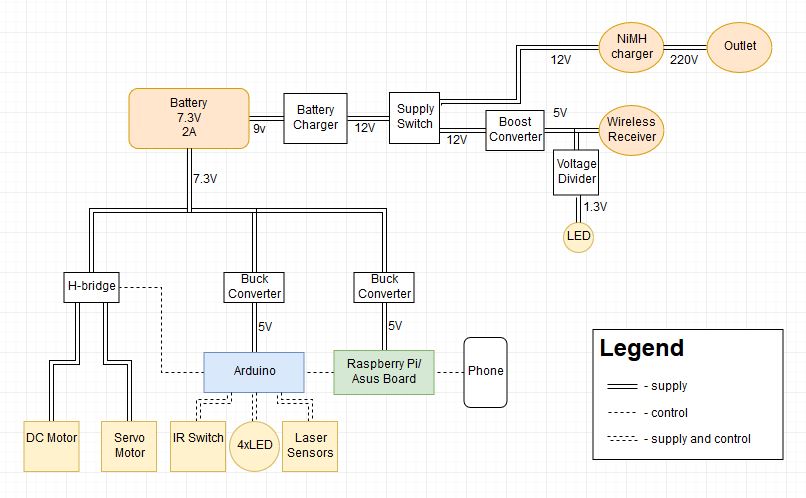 NiMH
charger
Outlet
12V
220V
Battery
7.3V
2A
9v
Battery
Charger
12V
Supply
Switch
12V
Boost
Converter
5V
Wireless
Receiver
Voltage
Divider
1.3V
LED
7.3V
H-bridge
Buck
Converter
Buck
Converter
5V
5V
Arduino
Raspberry Pi/
Asus Board
Phone
DC Motor
Servo
Motor
IR Switch
4xLED
Laser
Sensors
Legend
- supply
- control
- supply and control